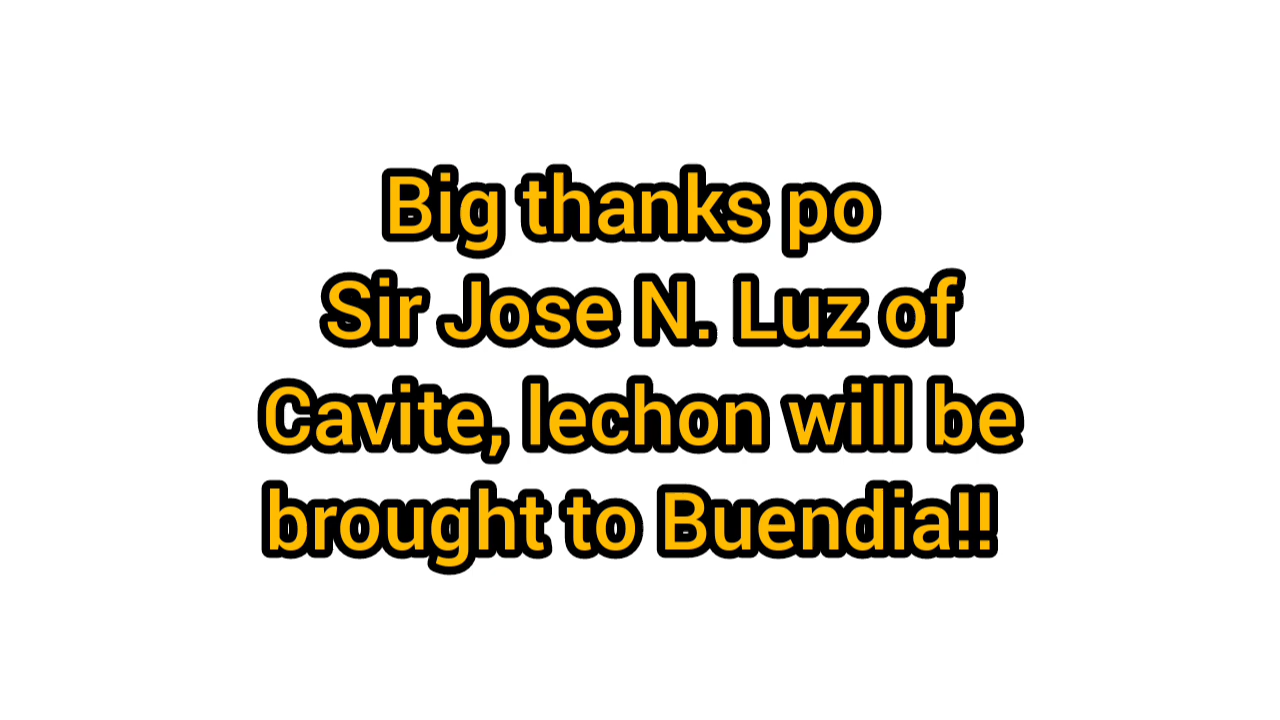 Big thanks po
Sir Jose N. Luz of
Cavite, lechon will be
brought to Buendia!!